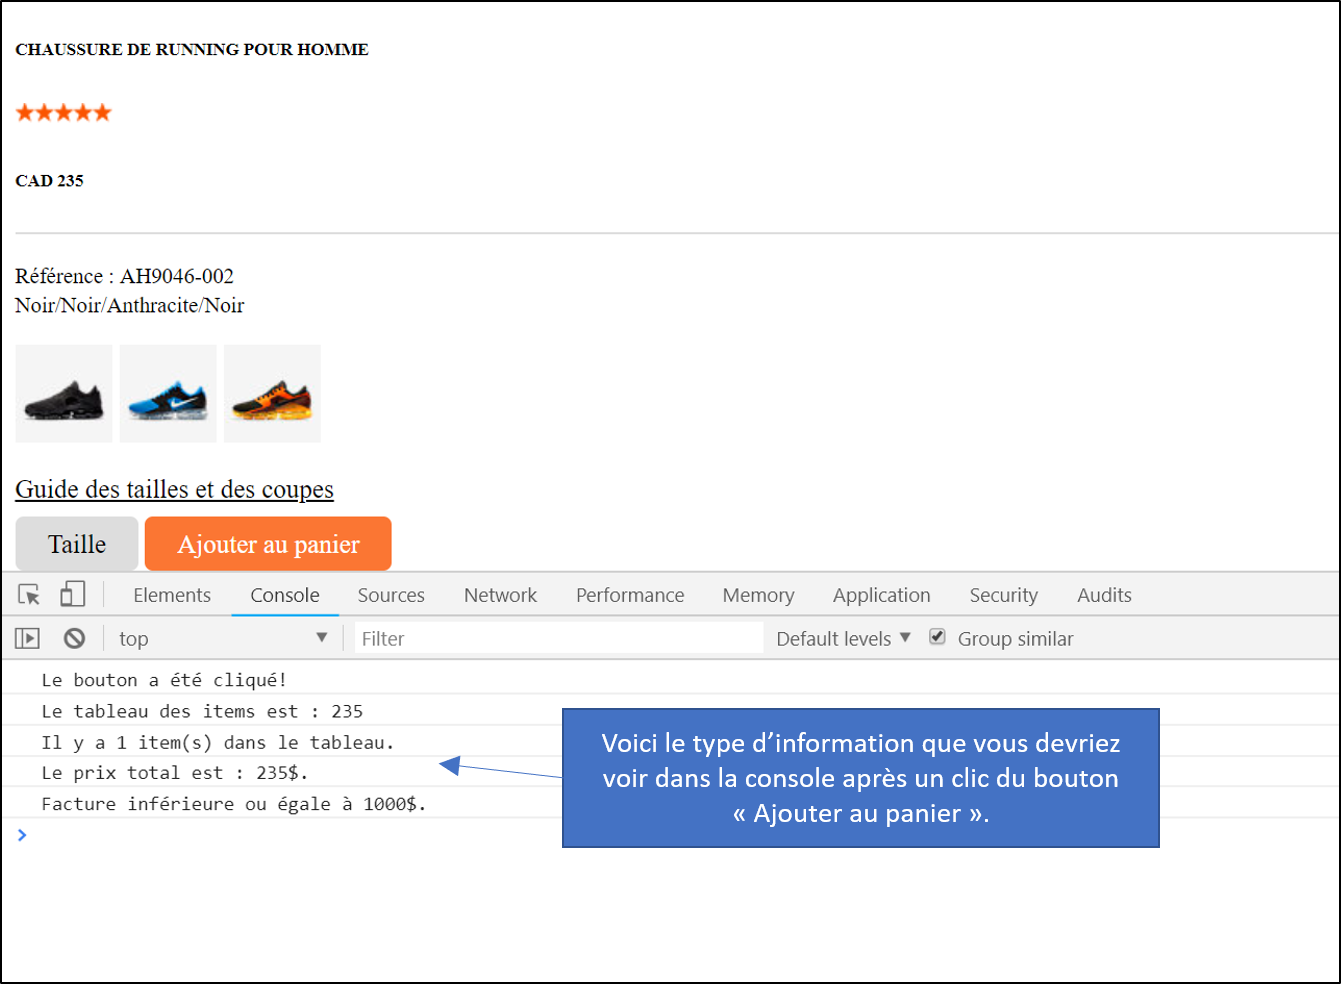 CHAUSSURE DE RUNNING POUR HOMME
CAD 235
Référence : AH9046-002
Noir/Noir/Anthracite/Noir
Guide des tailles et des coupes
Taille
Ajouter au panier
Elements Console Sources Network Performance Memory Application Security Audits
top Filter Default levels Group similar
Le bouton a été cliqué!
Le tableau des items est : 235
Il y a 1 item(s) dans le tableau.
Le prix total est : 235$.
Facture inférieure ou égale à 1000$.
Voici le type d’information que vous devriez
voir dans la console après un clic du bouton
« Ajouter au panier ».